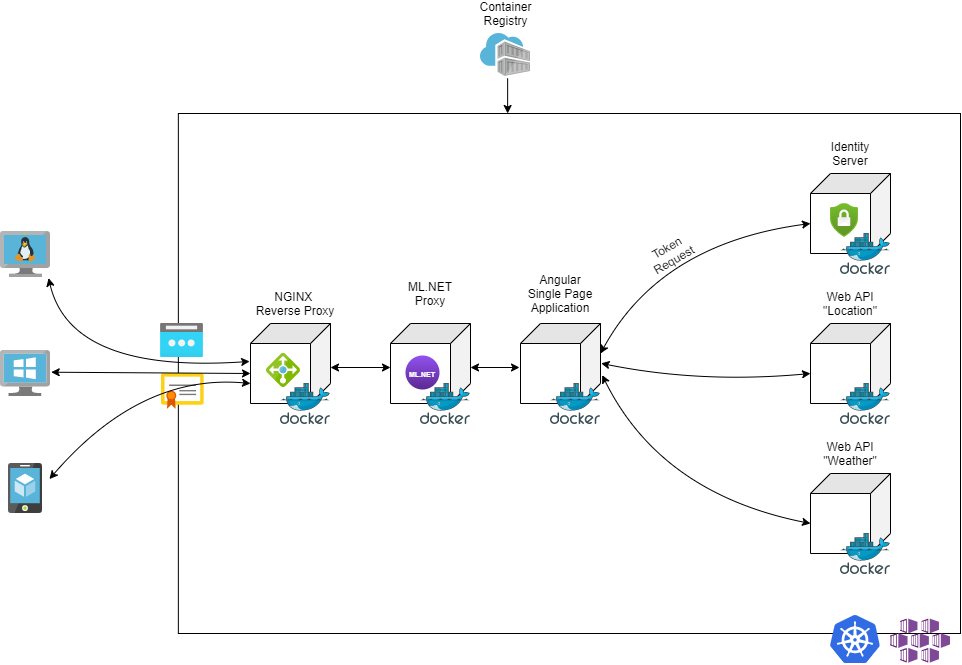 Container
Registry
Identity
Server
docker
Token
Request
Angular
Single Page
Application
ML.NET
Proxy
NGINX
Reverse Proxy
Web API
"Location"
ML.NET
docker
docker
docker
docker
Web API
"Weather"
docker